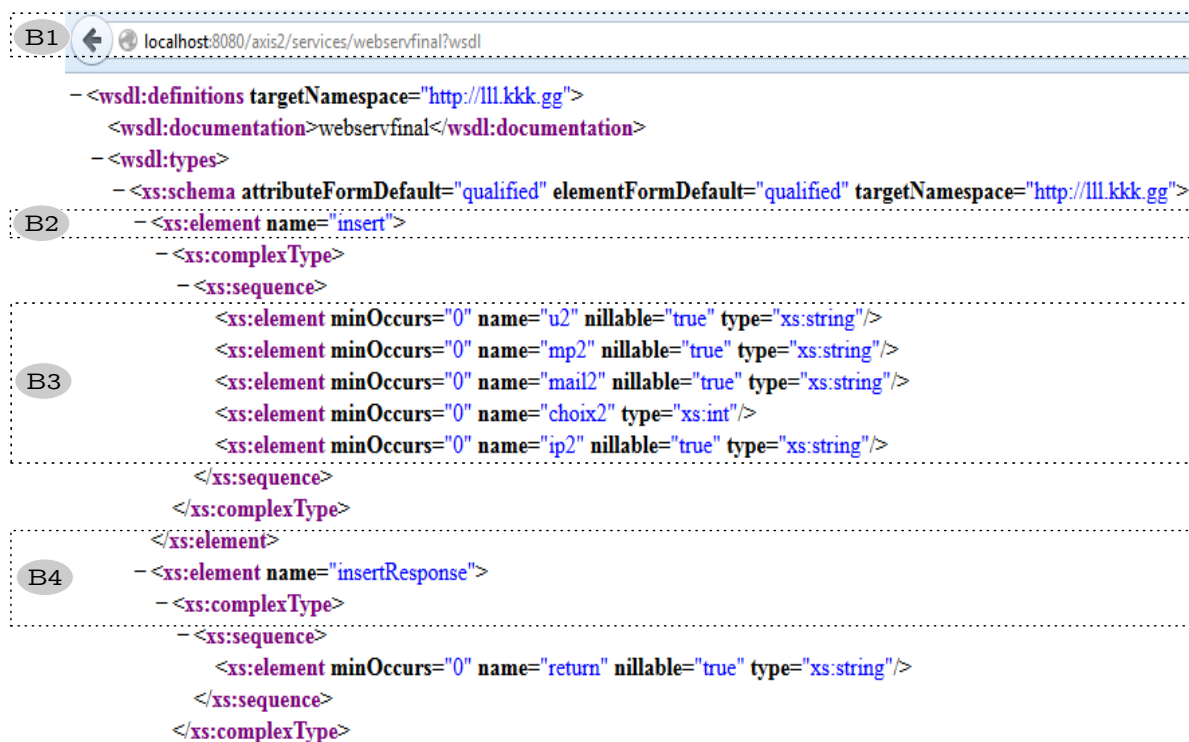 B1 localhost:8080/axis2/services/webservfinal?wsdl
−<wsdl:definitions targetNamespace="http://lll.kkk.gg">
<wsdl:documentation>webservfinal</wsdl:documentation>
−<wsdl:types>
−<xs:schema attributeFormDefault="qualified" elementFormDefault="qualified" targetNamespace="http://lll.kkk.gg">
B2 −<xs:element name="insert">
−<xs:complexType>
−<xs:sequence>
<xs:element minOccurs="0" name="u2" nillable="true" type="xs:string"/>
<xs:element minOccurs="0" name="mp2" nillable="true" type="xs:string"/>
B3 <xs:element minOccurs="0" name="mail2" nillable="true" type="xs:string"/>
<xs:element minOccurs="0" name="choix2" type="xs:int"/>
<xs:element minOccurs="0" name="ip2" nillable="true" type="xs:string"/>
</xs:sequence>
</xs:complexType>
</xs:element>
B4 −<xs:element name="insertResponse">
−<xs:complexType>
−<xs:sequence>
<xs:element minOccurs="0" name="return" nillable="true" type="xs:string"/>
</xs:sequence>
</xs:complexType>